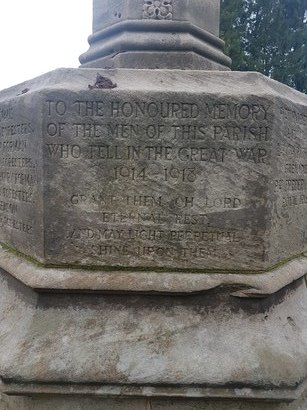 TO THE HONOURED MEMORY
OF THE MEN OF THIS PARISH
WHO FELL IN THE GREAT WAR
1914-1918
GRANT THEM OH LORD
ETERNAL REST
AND MAY LIGHT PERPETUAL
SHINE UPON THEM